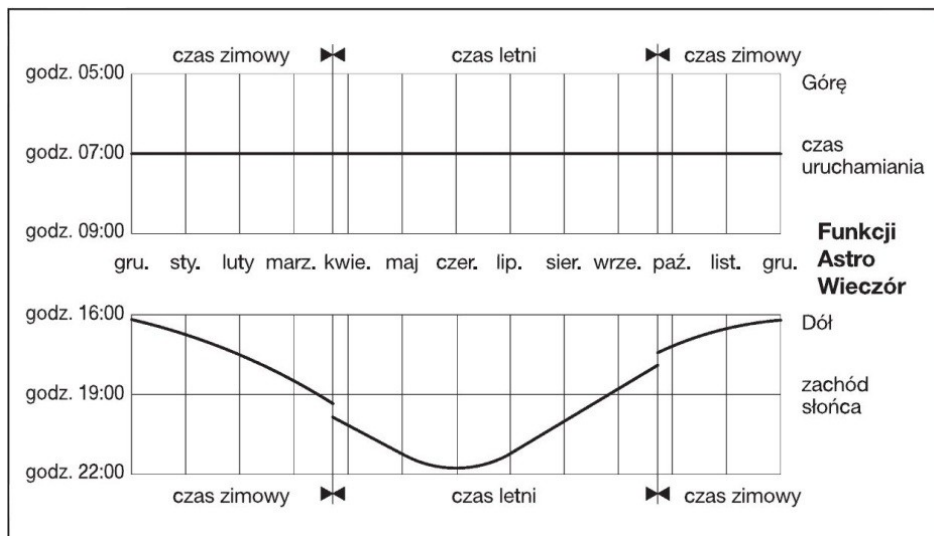 czas zimowy czas letni czas zimowy
godz. 05:00 Górę
godz. 07:00 czas
uruchamiania
godz. 09:00
gru. sty. luty marz. kwie. maj czer. lip. sier. wrze. paź. list. gru.
Funkcji
Astro
Wieczór
godz. 16:00 Dół
godz. 19:00 zachód
słońca
godz. 22:00
czas zimowy czas letni czas zimowy